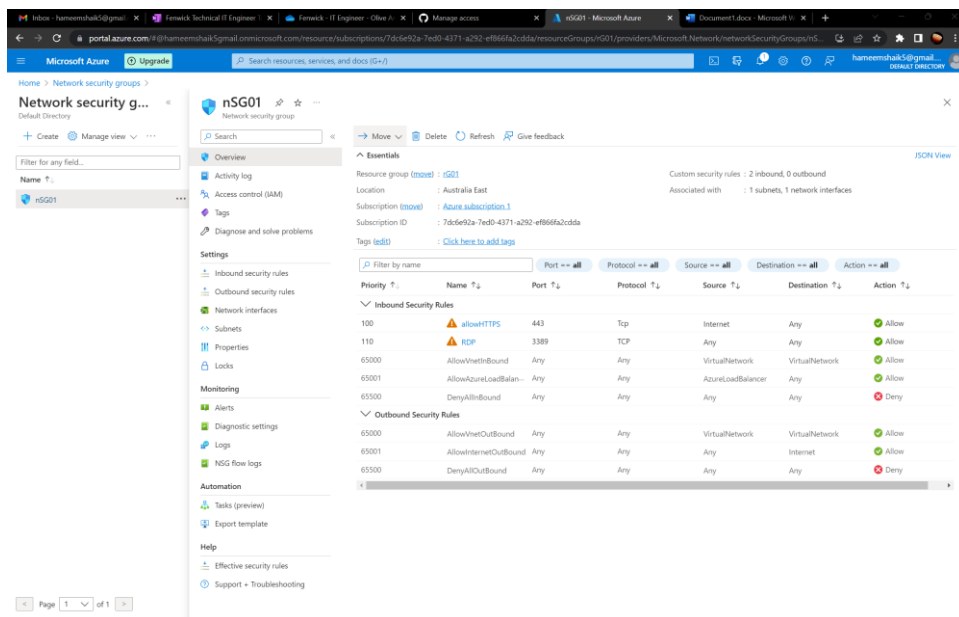 Inbox - hameemshaik5@gmail.
Fenwick Technical IT Engineer
Fenwick - IT Engineer - Olive A
Manage access
nSG01 - Microsoft Azure
Document1.docx - Microsoft W
portal.azure.com/#@hameemshaik5gmail.onmicrosoft.com/resource/subscriptions/7dc6e92a-7ed0-4371-a292-ef866fa2cdda/resourceGroups/rG01/providers/Microsoft.Network/networkSecurityGroups/nS...
Microsoft Azure
Upgrade
Search resources, services, and docs (G+/)
1
hameemshaik5@gmail....
DEFAULT DIRECTORY
Home > Network security groups >
Network security g...
Default Directory
+ Create
Manage view
...
Filter for any field...
Name ↑↓
nSG01
...
Page 1 of 1
nSG01
...
Network security group
Search
Overview
Activity log
Access control (IAM)
Tags
Diagnose and solve problems
Settings
Inbound security rules
Outbound security rules
Network interfaces
Subnets
Properties
Locks
Monitoring
Alerts
Diagnostic settings
Logs
NSG flow logs
Automation
Tasks (preview)
Export template
Help
Effective security rules
Support + Troubleshooting
Move
Delete
Refresh
Give feedback
Essentials
JSON View
Resource group (move) : rG01
Location : Australia East
Subscription (move) : Azure subscription 1
Subscription ID : 7dc6e92a-7ed0-4371-a292-ef866fa2cdda
Tags (edit) : Click here to add tags
Custom security rules : 2 inbound, 0 outbound
Associated with : 1 subnets, 1 network interfaces
Filter by name
Port == all
Protocol == all
Source == all
Destination == all
Action == all
Priority ↑ Name ↑↓ Port ↑↓ Protocol ↑↓ Source ↑↓ Destination ↑↓ Action ↑↓
Inbound Security Rules
100 allowHTTPS 443 Tcp Internet Any Allow
110 RDP 3389 TCP Any Any Allow
65000 AllowVnetInBound Any Any VirtualNetwork VirtualNetwork Allow
65001 AllowAzureLoadBalan... Any Any AzureLoadBalancer Any Allow
65500 DenyAllInBound Any Any Any Any Deny
Outbound Security Rules
65000 AllowVnetOutBound Any Any VirtualNetwork VirtualNetwork Allow
65001 AllowInternetOutBound Any Any Any Internet Allow
65500 DenyAllOutBound Any Any Any Any Deny